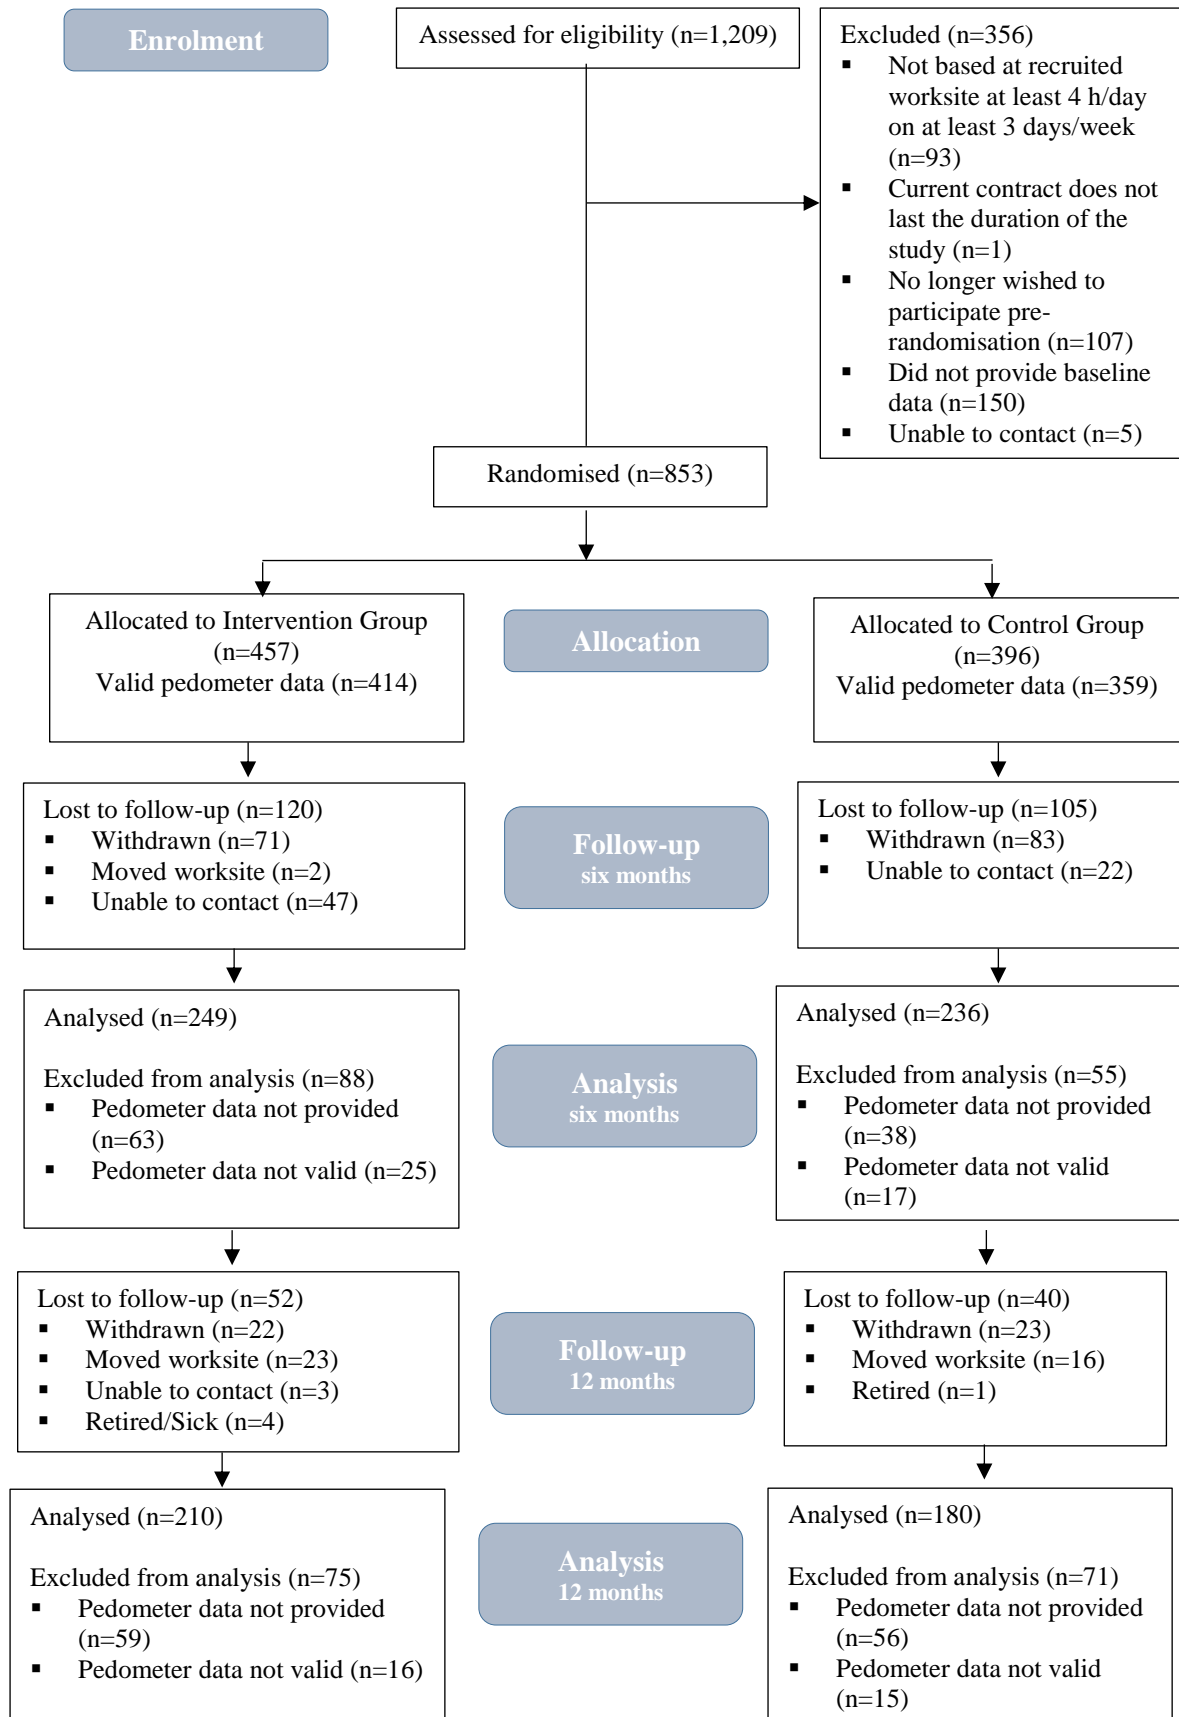 Enrolment
Assessed for eligibility (n=1,209)
Excluded (n=356)
▪ Not based at recruited
worksite at least 4 h/day
on at least 3 days/week
(n=93)
▪ Current contract does not
last the duration of the
study (n=1)
▪ No longer wished to
participate pre-
randomisation (n=107)
▪ Did not provide baseline
data (n=150)
▪ Unable to contact (n=5)
Randomised (n=853)
Allocated to Intervention Group
(n=457)
Valid pedometer data (n=414)
Allocation
Allocated to Control Group
(n=396)
Valid pedometer data (n=359)
Lost to follow-up (n=120)
▪ Withdrawn (n=71)
▪ Moved worksite (n=2)
▪ Unable to contact (n=47)
Follow-up
six months
Lost to follow-up (n=105)
▪ Withdrawn (n=83)
▪ Unable to contact (n=22)
Analysed (n=249)
Excluded from analysis (n=88)
▪ Pedometer data not provided
(n=63)
▪ Pedometer data not valid (n=25)
Analysis
six months
Analysed (n=236)
Excluded from analysis (n=55)
▪ Pedometer data not provided
(n=38)
▪ Pedometer data not valid
(n=17)
Lost to follow-up (n=52)
▪ Withdrawn (n=22)
▪ Moved worksite (n=23)
▪ Unable to contact (n=3)
▪ Retired/Sick (n=4)
Follow-up
12 months
Lost to follow-up (n=40)
▪ Withdrawn (n=23)
▪ Moved worksite (n=16)
▪ Retired (n=1)
Analysed (n=210)
Excluded from analysis (n=75)
▪ Pedometer data not provided
(n=59)
▪ Pedometer data not valid (n=16)
Analysis
12 months
Analysed (n=180)
Excluded from analysis (n=71)
▪ Pedometer data not provided
(n=56)
▪ Pedometer data not valid
(n=15)